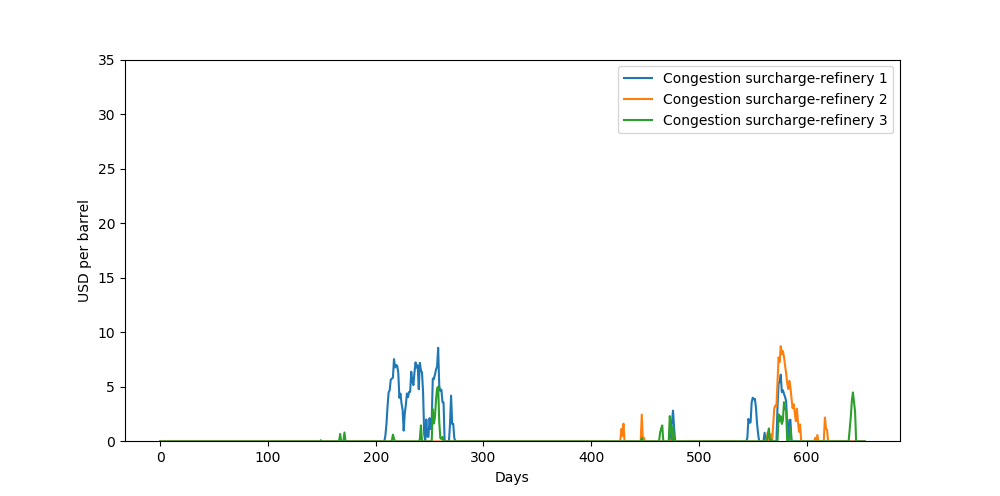 35
30
25
20
15
10
5
0
USD per barrel
0 100 200 300 400 500 600
Days
Congestion surcharge-refinery 1
Congestion surcharge-refinery 2
Congestion surcharge-refinery 3